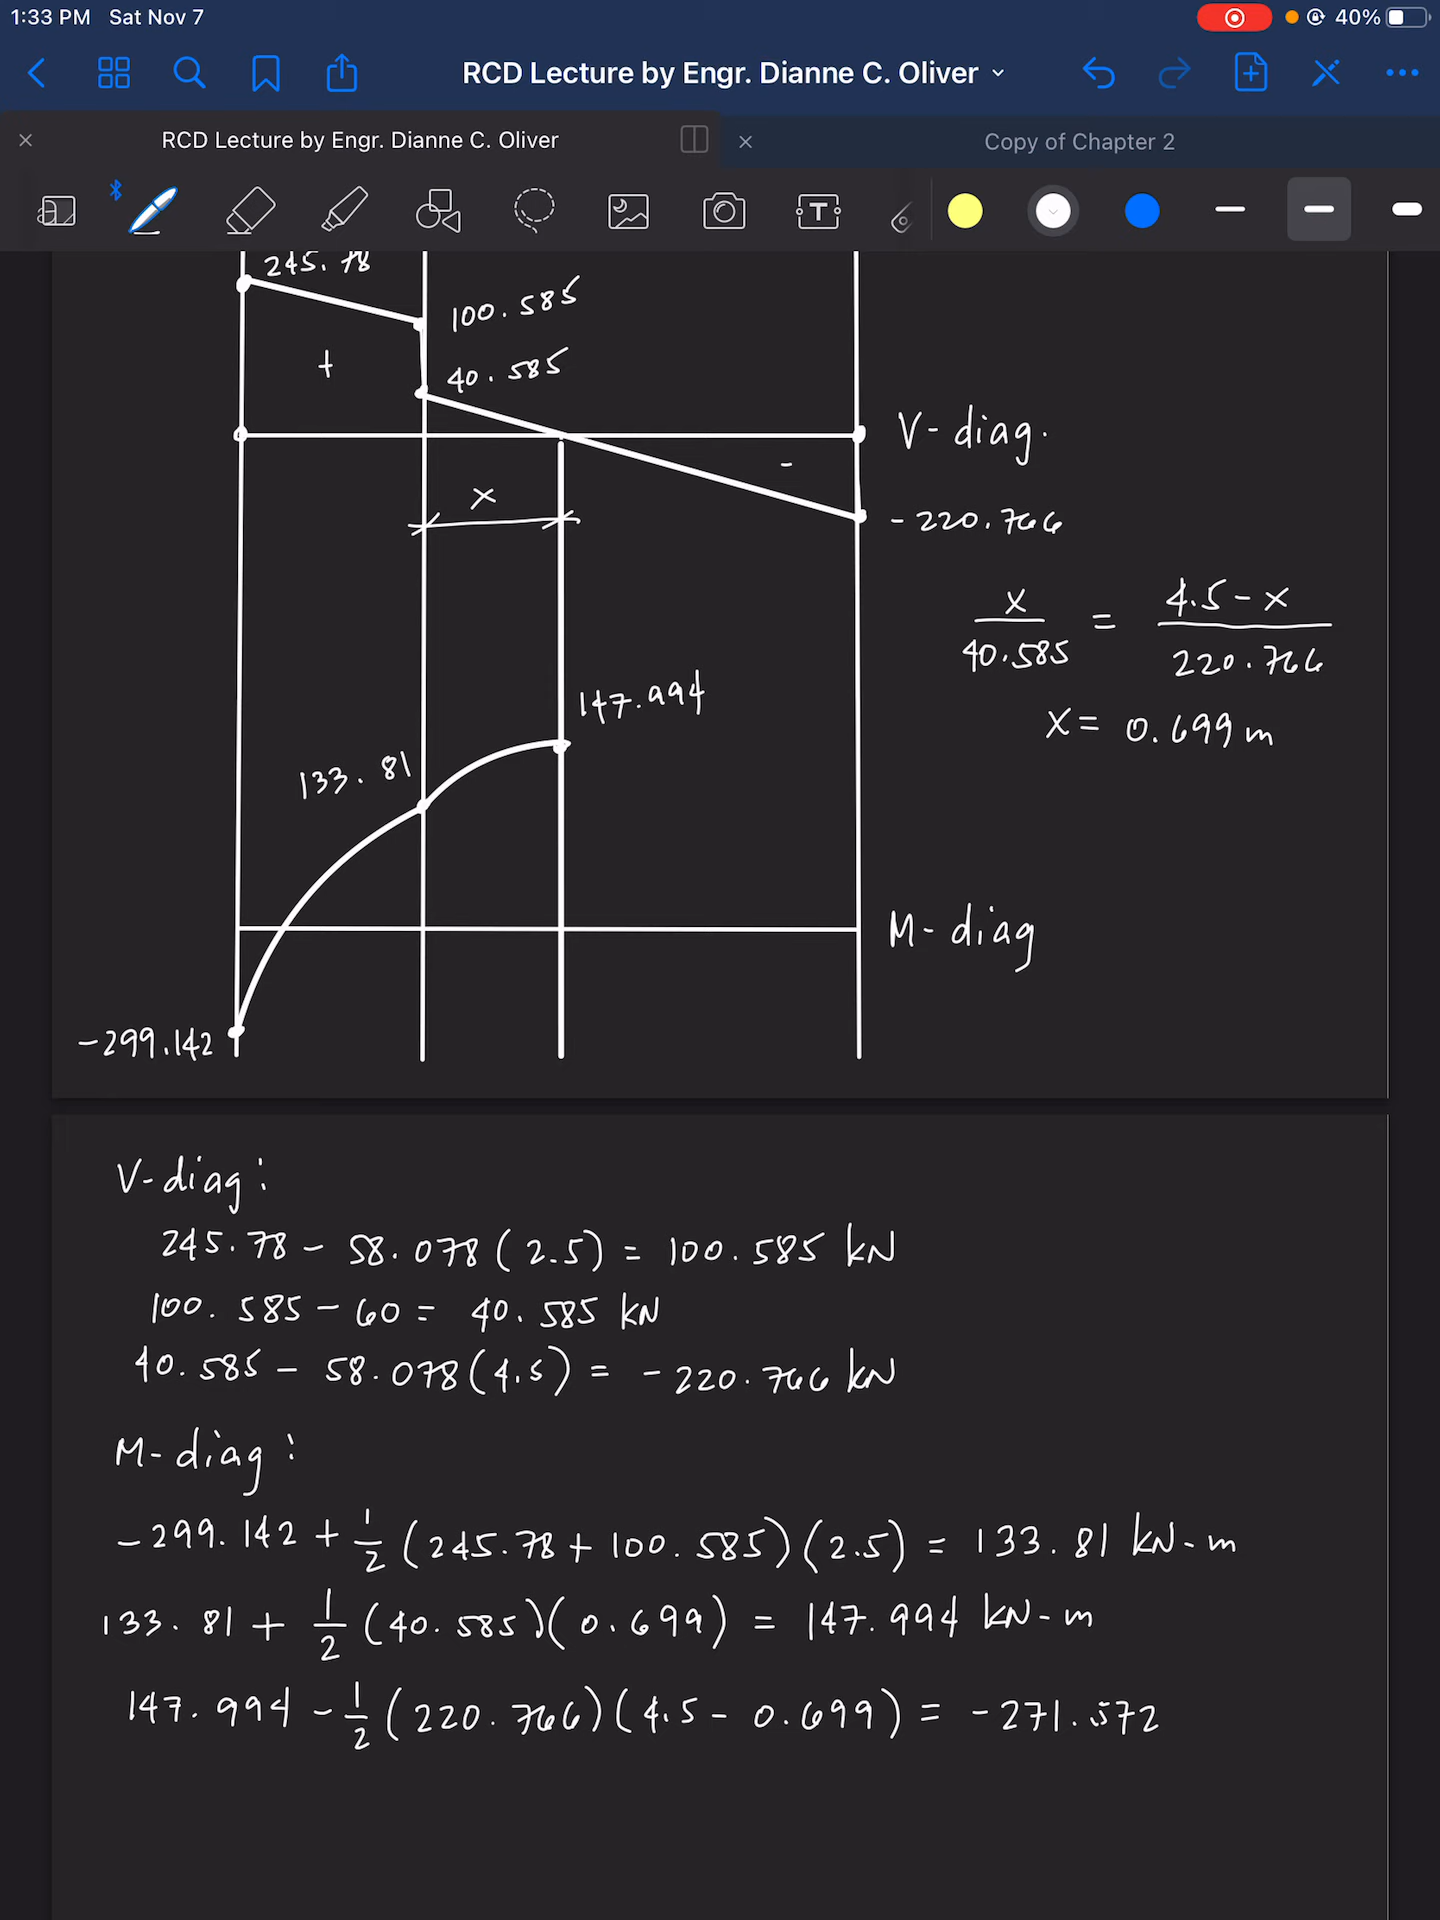 1:33 PM Sat Nov 7
40%
RCD Lecture by Engr. Dianne C. Oliver
RCD Lecture by Engr. Dianne C. Oliver
Copy of Chapter 2
T
245.78
100.585
+
40.585
V-diag.
-
x
-220.766
x/40.585 = 4.5-x/220.766
x = 0.699 m
147.994
133.81
M-diag
-299.142
V-diag:
245.78 - 58.078(2.5) = 100.585 kN
100.585 - 60 = 40.585 kN
40.585 - 58.078(4.5) = -220.766 kN
M-diag:
-299.142 + 1/2 (245.78 + 100.585)(2.5) = 133.81 kN-m
133.81 + 1/2 (40.585)(0.699) = 147.994 kN-m
147.994 - 1/2 (220.766)(4.5 - 0.699) = -271.572